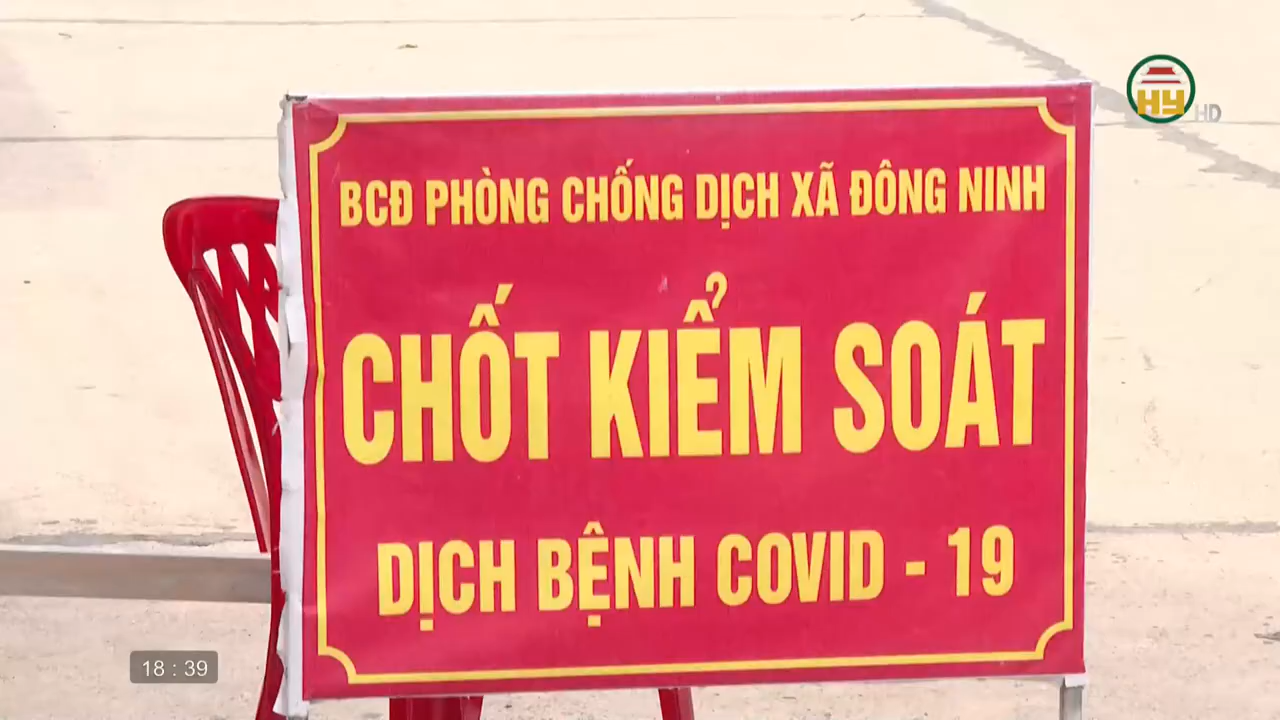 HY HD
BCĐ PHÒNG CHỐNG DỊCH XÃ ĐÔNG NINH
CHỐT KIỂM SOÁT
DỊCH BỆNH COVID - 19
18 : 39